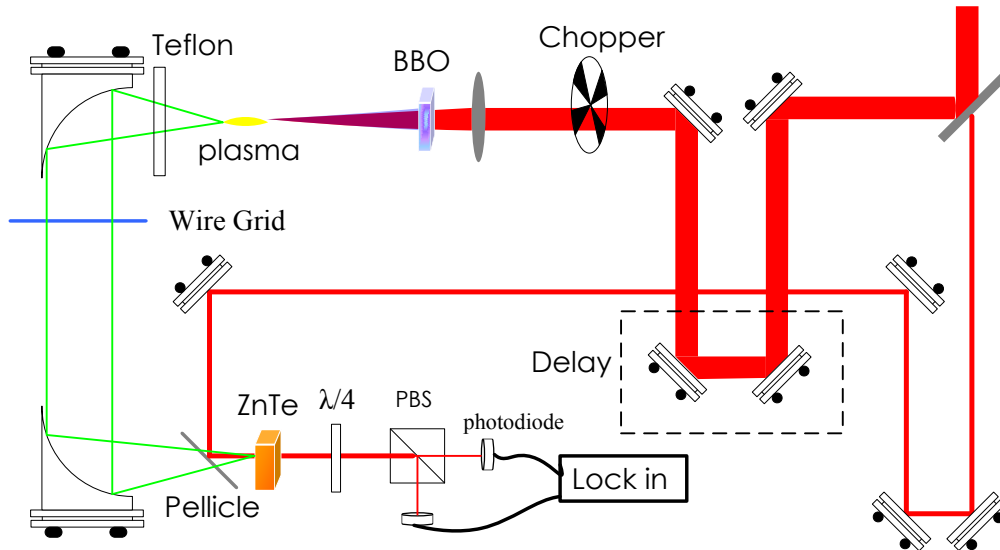 Teflon
BBO
Chopper
plasma
Wire Grid
Delay
ZnTe
λ/4
PBS
photodiode
Lock in
Pellicle